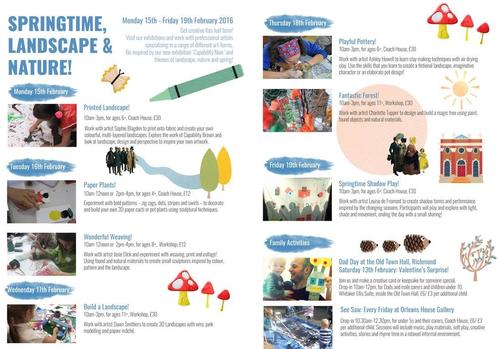 SPRINGTIME,
LANDSCAPE &
NATURE!
Monday 15th - Friday 19th February 2016
Get creative this half term!
Visit our exhibitions and work with professional artists
specialising in a range of different art forms.
Be inspired by our new exhibition 'Capability Now' and
themes of landscape, nature and spring!
Monday 15th February
Printed Landscape!
10am-3pm, for ages 6+, Coach House, £30
Work with artist Sophie Blagden to print onto fabric and create your own
colourful, multi-layered landscapes. Explore the work of Capability Brown and
look at landscape, design and perspective to inspire your own artwork.
Tuesday 16th February
Paper Plants!
10am-12noon or 2pm-4pm, for ages 4+, Coach House, £12
Experiment with bold patterns – zig zags, dots, stripes and swirls – to decorate
and build your own 3D paper card or pot plants using sculptural techniques.
Wonderful Weaving!
10am-12noon or 2pm-4pm, for ages 8+, Workshop, £12
Work with artist Josie Dick and experiment with weaving, print and collage!
Using found and natural materials to create small sculptures inspired by colour,
pattern and the landscape.
Wednesday 17th February
Build a Landscape!
10am-3pm, for ages 6+, Workshop, £30
Work with artist Dawn Smithers to create 3D Landscapes with wire, junk
modelling and paper mâché.
Thursday 18th February
Playful Pottery!
10am-3pm, for ages 6+, Coach House, £30
Work with artist Ashley Howell to learn clay making techniques with air drying
clay. Use the skills that you learn to create a fictional landscape, imaginative
character or an elaborate pot design!
Fantastic Forest!
10am-3pm, for ages 11+, Workshop, £30
Work with artist Charlotte Tupper to design and build a magic tree using paint,
found objects and natural materials.
Friday 19th February
Springtime Shadow Play!
10am-3pm, for ages 6+, Coach House, £30
Work with artist Louisa de Fromont to create shadow forms and performance
inspired by the changing seasons. Participants will play and explore with light,
shade and movement, ending the day with a small sharing!
Family Activities
Dad Day at the Old Town Hall, Richmond
Saturday 13th February: Valentine's Surprise!
Join us and make a creative card or keepsake for someone special.
Drop in 10am-12pm, for Dads and male carers and children under 10.
Whitaker Ellis Suite, inside the Old Town Hall, £6/ £3 per additional child
See Saw: Every Friday at Orleans House Gallery
Drop-in 10.30am-12.30pm, for under 5s and their carers, Coach House, £6/ £3
per additional child. Sessions will include music, play materials, soft play, creative
activities, stories and rhyme time in a relaxed informal environment.